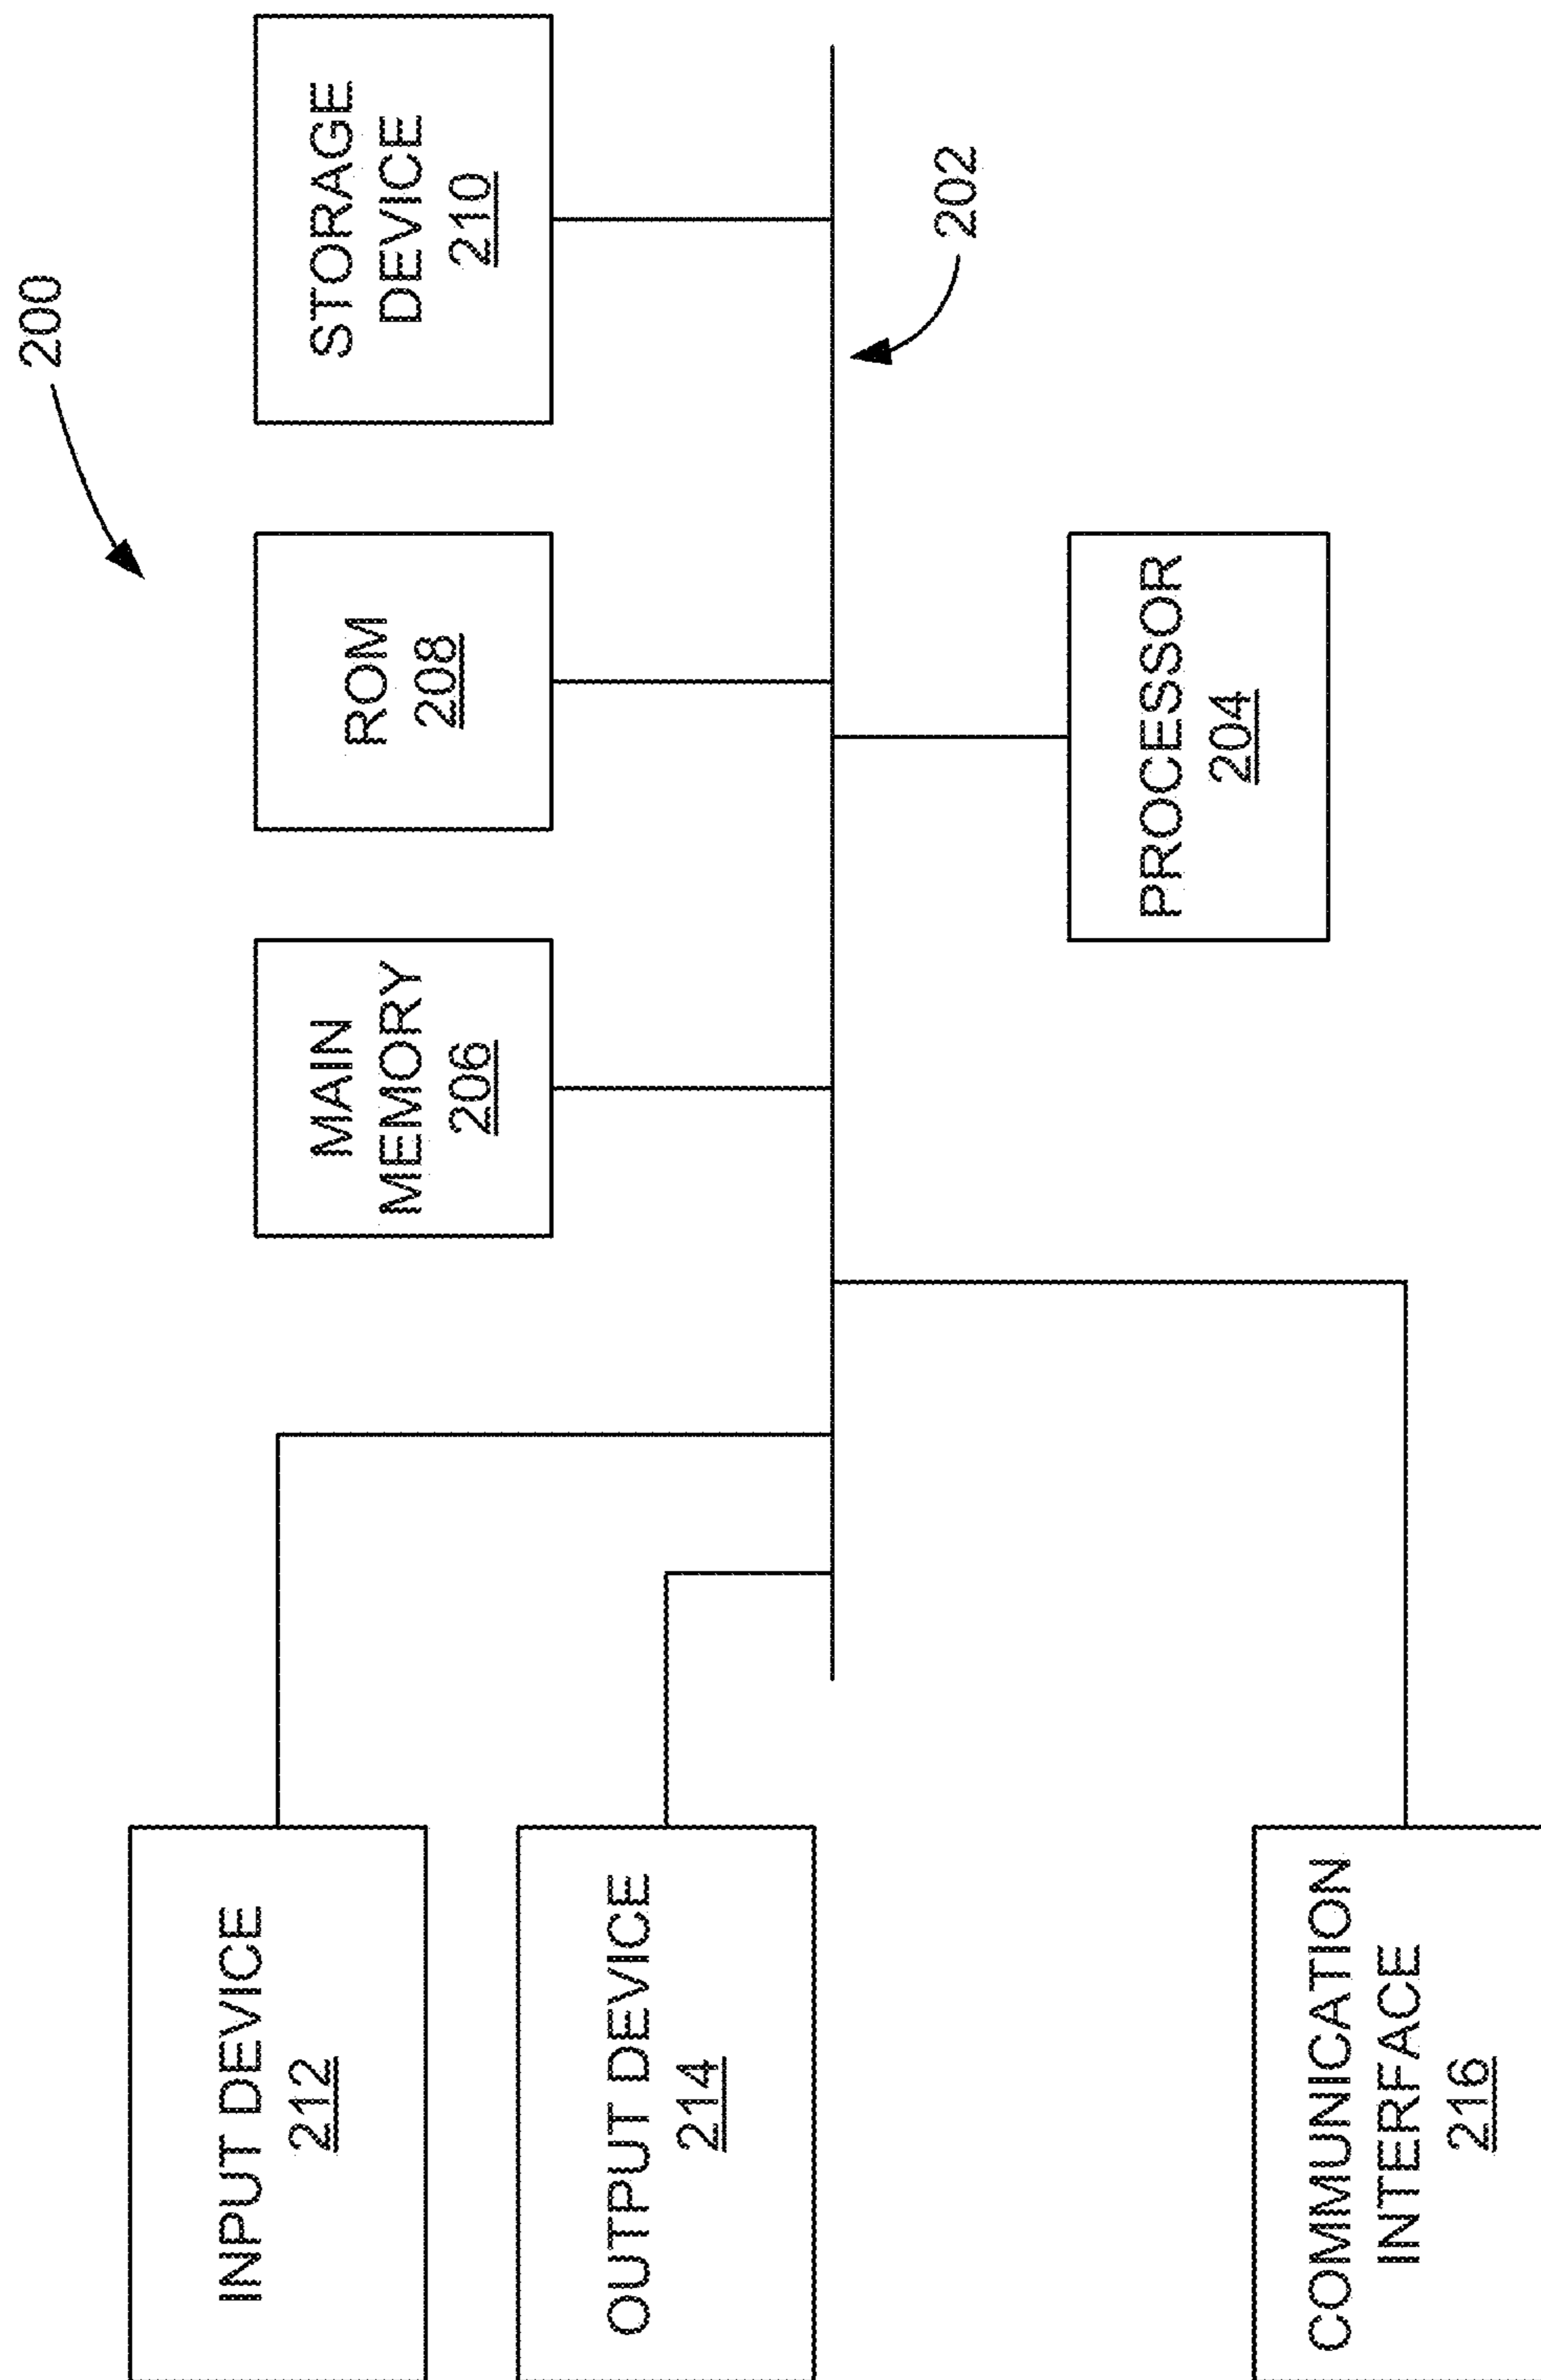 200
MAIN
MEMORY
206
ROM
208
STORAGE
DEVICE
210
INPUT DEVICE
212
OUTPUT DEVICE
214
202
PROCESSOR
204
COMMUNICATION
INTERFACE
216